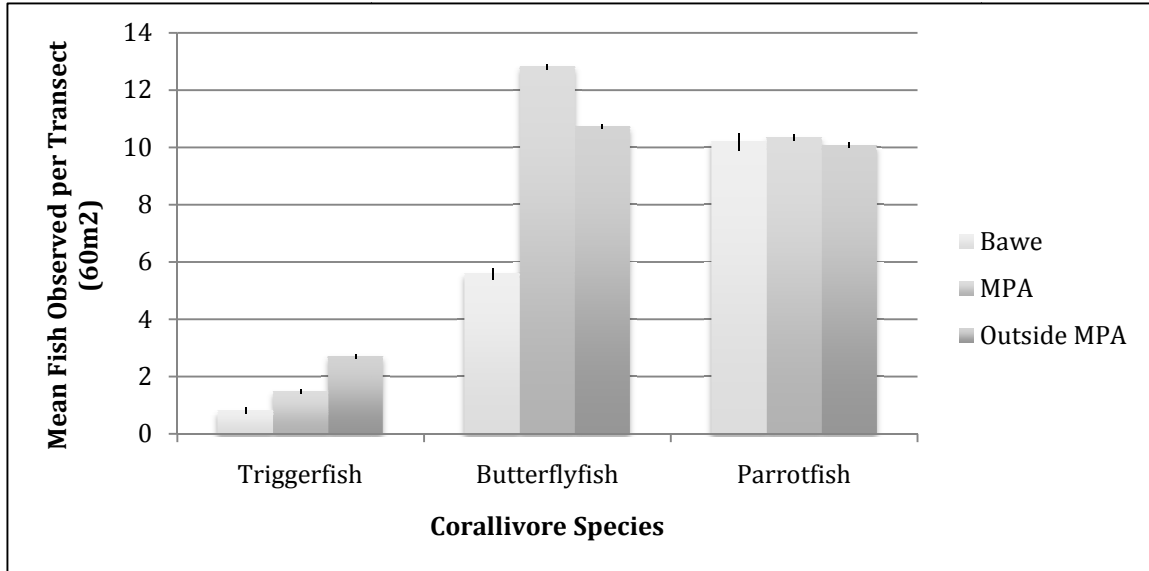 14
12
10
8
6
4
2
0
Mean Fish Observed per Transect
(60m2)
Triggerfish
Butterflyfish
Parrotfish
Corallivore Species
Bawe
MPA
Outside MPA